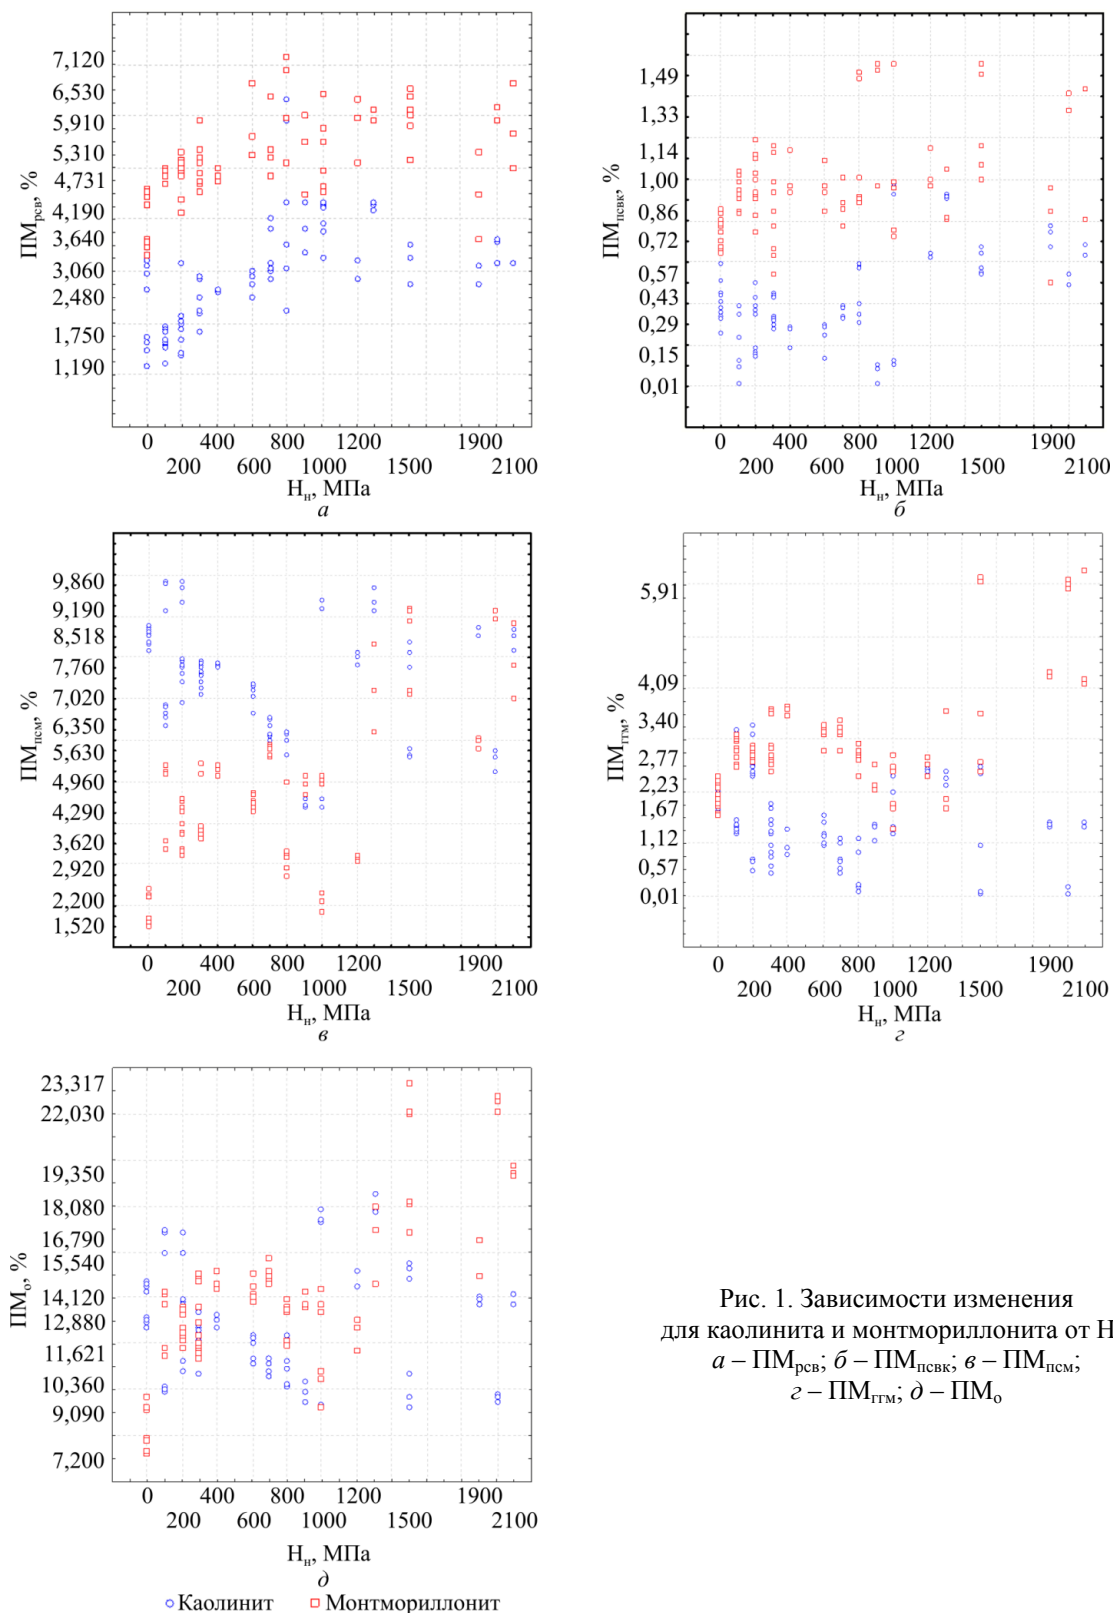 7,120
6,530
5,910
5,310
4,731
4,190
3,640
3,060
2,480
1,750
1,190
ПМрсв, %
0 400 800 1200 1900
200 600 1000 1500 2100
Нн, МПа
а
1,49
1,33
1,14
1,00
0,86
0,72
0,57
0,43
0,29
0,15
0,01
ПМпсвк, %
0 400 800 1200 1900
200 600 1000 1500 2100
Нн, МПа
б
9,860
9,190
8,518
7,760
7,020
6,350
5,630
4,960
4,290
3,620
2,920
2,200
1,520
ПМпсм, %
0 400 800 1200 1900
200 600 1000 1500 2100
Нн, МПа
в
5,91
4,09
3,40
2,77
2,23
1,67
1,12
0,57
0,01
ПМггм, %
0 400 800 1200 1900
200 600 1000 1500 2100
Нн, МПа
г
23,317
22,030
19,350
18,080
16,790
15,540
14,120
12,880
11,621
10,360
9,090
7,200
ПМо, %
0 400 800 1200 1900
200 600 1000 1500 2100
Нн, МПа
д
Каолинит Монтмориллонит
Рис. 1. Зависимости изменения
для каолинита и монтмориллонита от Н
а – ПМрсв; б – ПМпсвк; в – ПМпсм;
г – ПМггм; д – ПМо